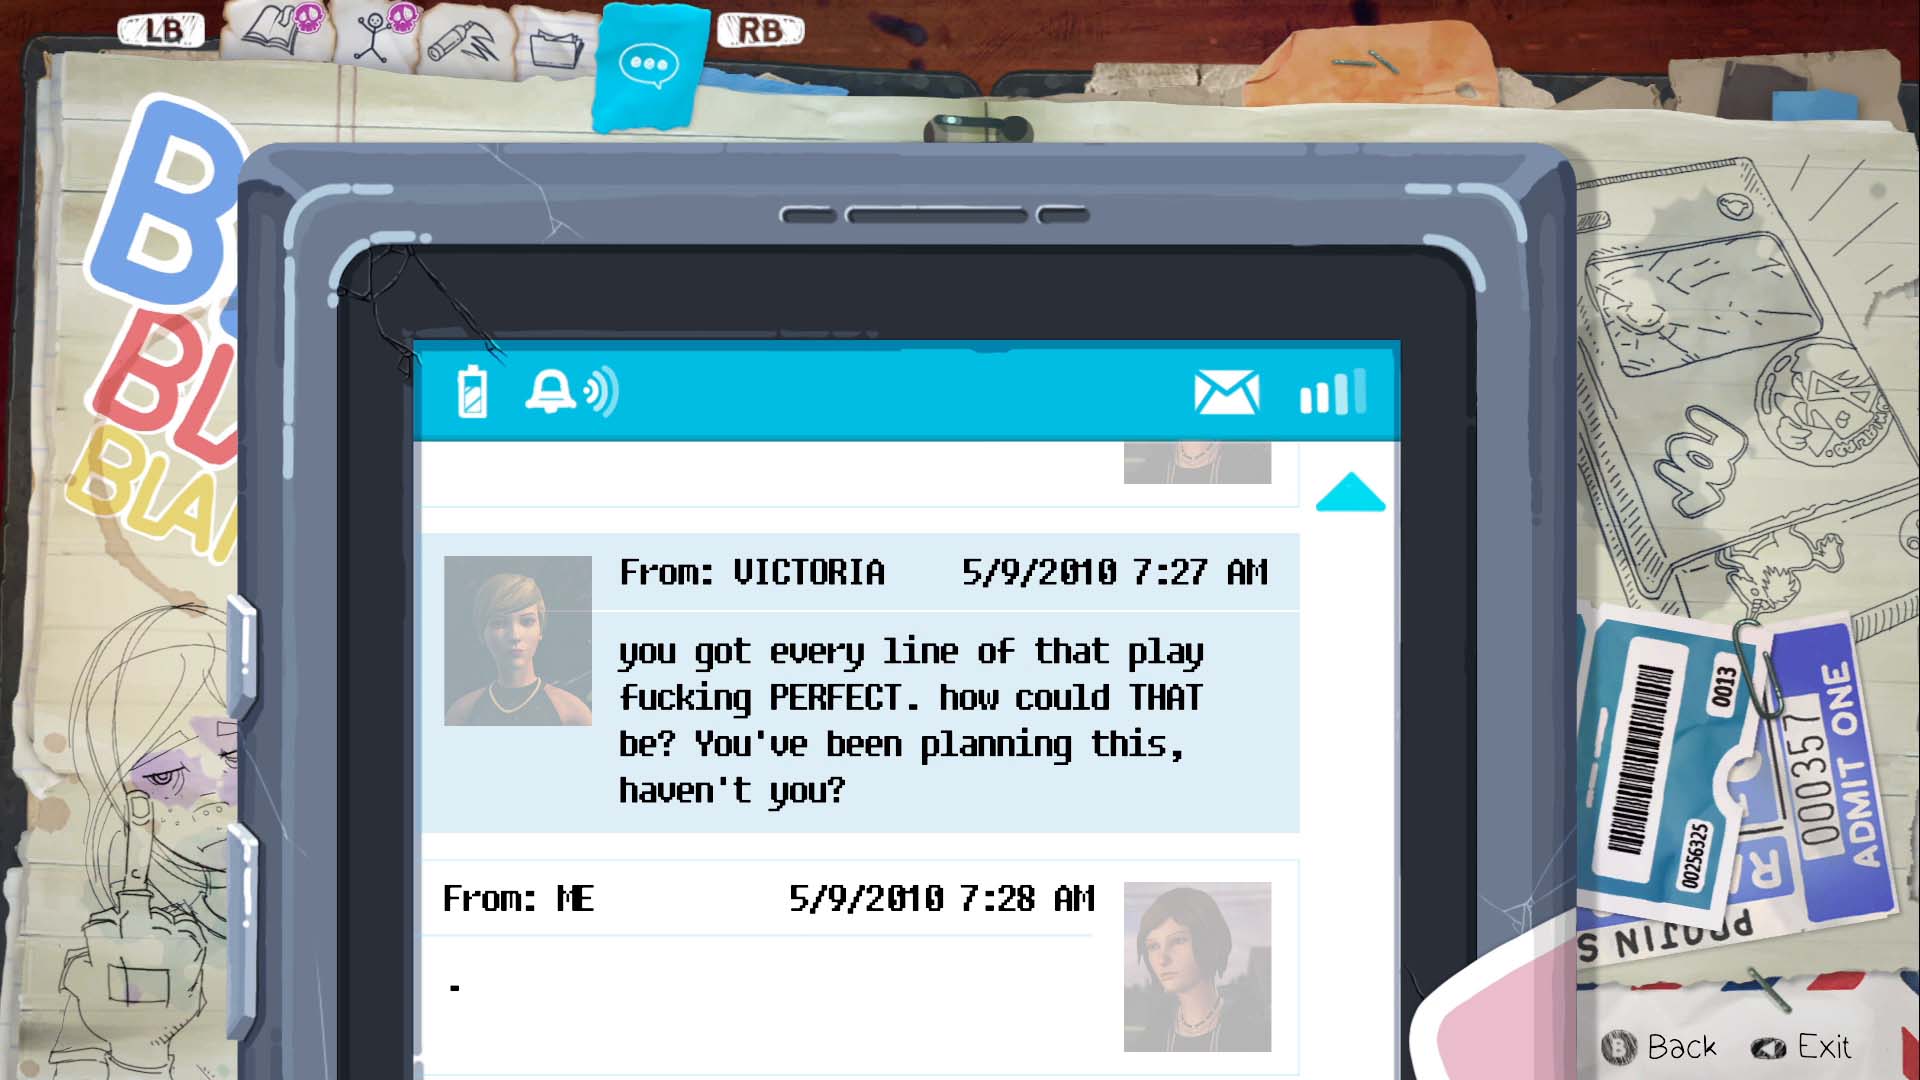 LB
RB
From: VICTORIA 5/9/2010 7:27 AM
you got every line of that play
fucking PERFECT. how could THAT
be? You've been planning this,
haven't you?
From: ME 5/9/2010 7:28 AM
.
0013
00256325
000357
ADMIT ONE
Back
Exit